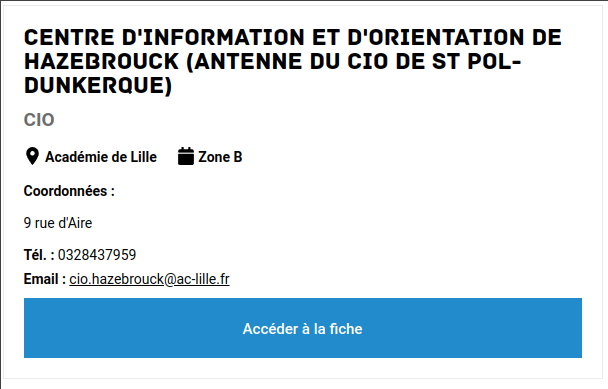 CENTRE D'INFORMATION ET D'ORIENTATION DE
HAZEBROUCK (ANTENNE DU CIO DE ST POL-
DUNKERQUE)
CIO
Académie de Lille Zone B
Coordonnées :
9 rue d'Aire
Tél. : 0328437959
Email : cio.hazebrouck@ac-lille.fr
Accéder à la fiche